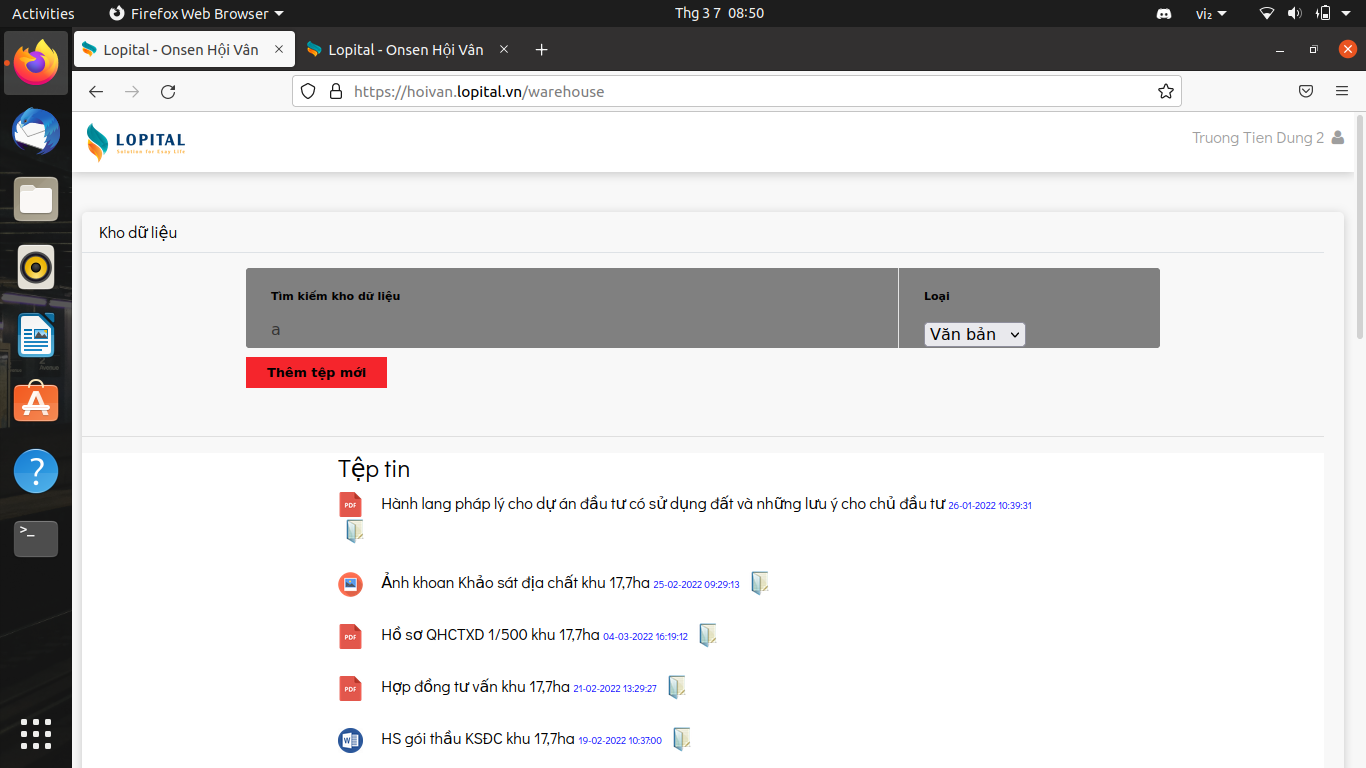 Activities Firefox Web Browser Thg 3 7 08:50 vi₂
Lopital - Onsen Hội Vân Lopital - Onsen Hội Vân
https://hoivan.lopital.vn/warehouse
LOPITAL
Solution for Easy Life
Truong Tien Dung 2
Kho dữ liệu
Tìm kiếm kho dữ liệu Loại
a Văn bản
Thêm tệp mới
Tệp tin
PDF Hành lang pháp lý cho dự án đầu tư có sử dụng đất và những lưu ý cho chủ đầu tư 26-01-2022 10:39:31
Ảnh khoan Khảo sát địa chất khu 17,7ha 25-02-2022 09:29:13
PDF Hồ sơ QHCTXD 1/500 khu 17,7ha 04-03-2022 16:19:12
PDF Hợp đồng tư vấn khu 17,7ha 21-02-2022 13:29:27
W HS gói thầu KSĐC khu 17,7ha 19-02-2022 10:37:00